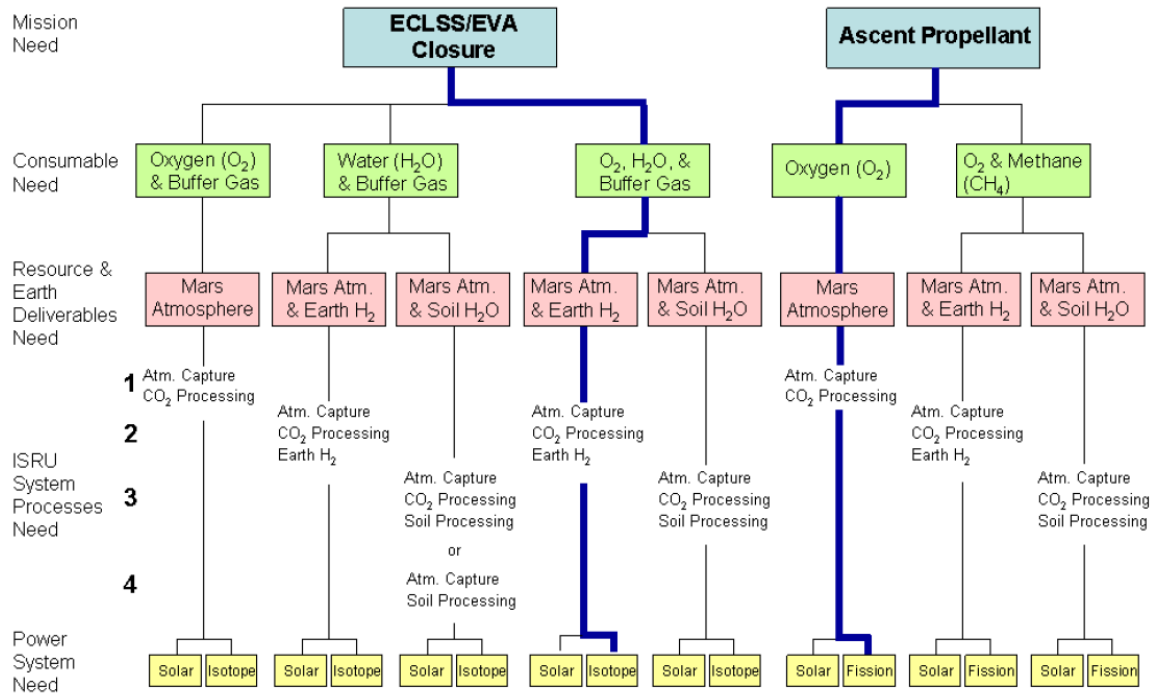 Mission
Need
ECLSS/EVA
Closure
Ascent Propellant
Consumable
Need
Oxygen (O₂)
& Buffer Gas
Water (H₂O)
& Buffer Gas
O₂, H₂O, &
Buffer Gas
Oxygen (O₂)
O₂ & Methane
(CH₄)
Resource &
Earth
Deliverables
Need
Mars
Atmosphere
Mars Atm.
& Earth H₂
Mars Atm.
& Soil H₂O
Mars Atm.
& Earth H₂
Mars Atm.
& Soil H₂O
Mars
Atmosphere
Mars Atm.
& Earth H₂
Mars Atm.
& Soil H₂O
ISRU
System
Processes
Need
1
Atm. Capture
CO₂ Processing
Atm. Capture
CO₂ Processing
2
Atm. Capture
CO₂ Processing
Earth H₂
Atm. Capture
CO₂ Processing
Earth H₂
Atm. Capture
CO₂ Processing
Earth H₂
3
Atm. Capture
CO₂ Processing
Soil Processing
or
Atm. Capture
CO₂ Processing
Soil Processing
Atm. Capture
CO₂ Processing
Soil Processing
4
Atm. Capture
Soil Processing
Power
System
Need
Solar
Isotope
Solar
Isotope
Solar
Isotope
Solar
Isotope
Solar
Isotope
Solar
Fission
Solar
Fission
Solar
Fission